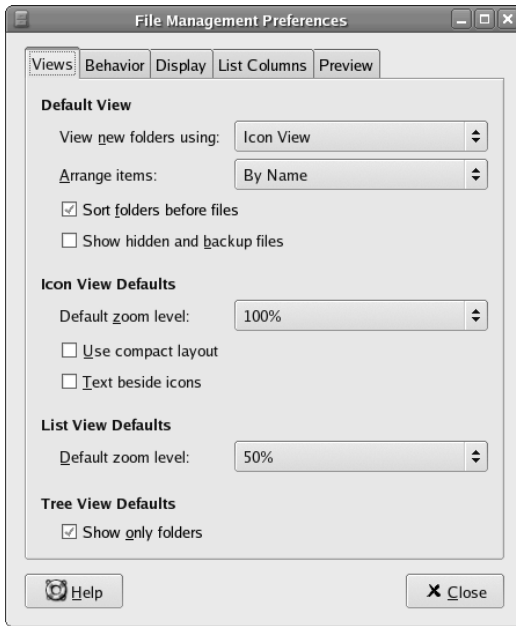 File Management Preferences
Views Behavior Display List Columns Preview
Default View
View new folders using: Icon View
Arrange items: By Name
Sort folders before files
Show hidden and backup files
Icon View Defaults
Default zoom level: 100%
Use compact layout
Text beside icons
List View Defaults
Default zoom level: 50%
Tree View Defaults
Show only folders
Help Close